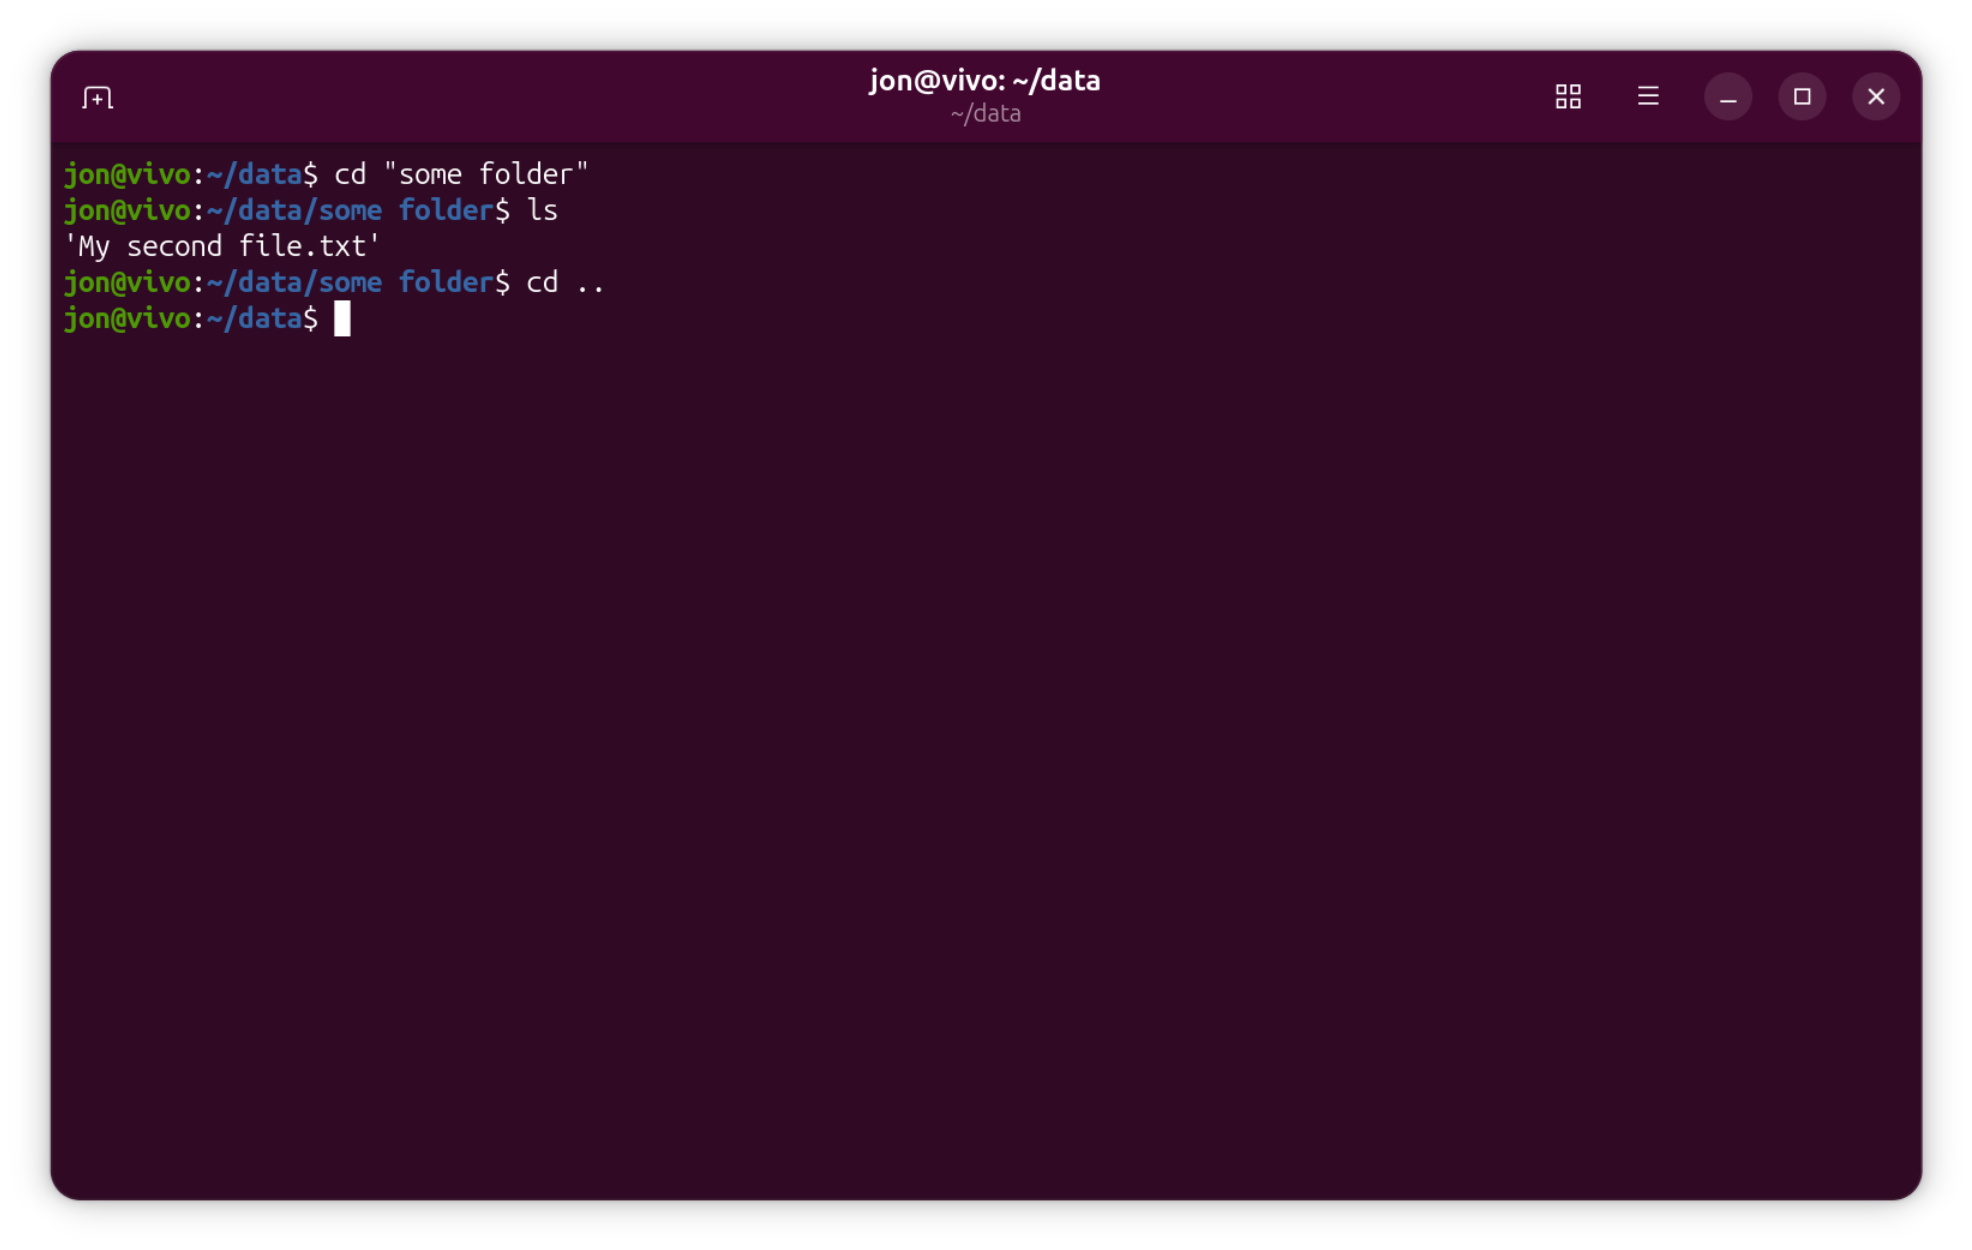 jon@vivo: ~/data
~/data
jon@vivo:~/data$ cd "some folder"
jon@vivo:~/data/some folder$ ls
'My second file.txt'
jon@vivo:~/data/some folder$ cd ..
jon@vivo:~/data$